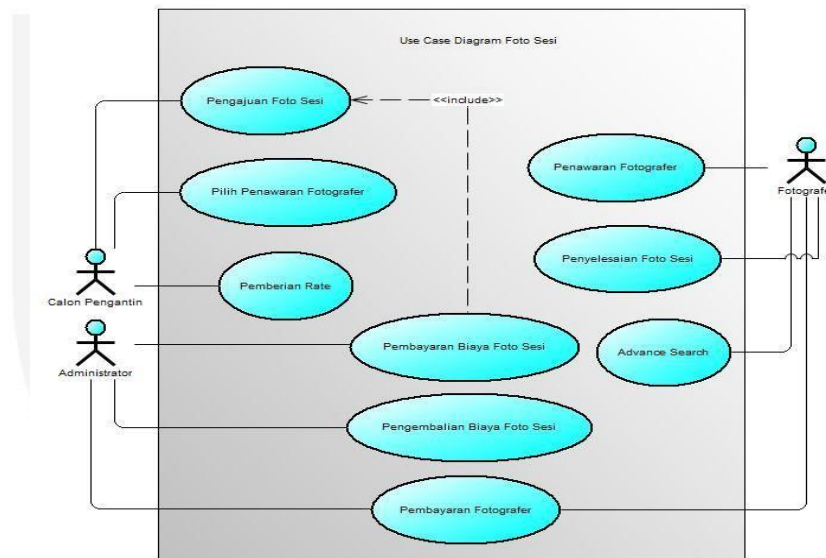 Use Case Diagram Foto Sesi
Pengajuan Foto Sesi
<<include>>
Penawaran Fotografer
Fotografe
Pilih Penawaran Fotografer
Penyelesaian Foto Sesi
Pemberian Rate
Calon Pengantin
Pembayaran Biaya Foto Sesi
Advance Search
Administrator
Pengembalian Biaya Foto Sesi
Pembayaran Fotografer